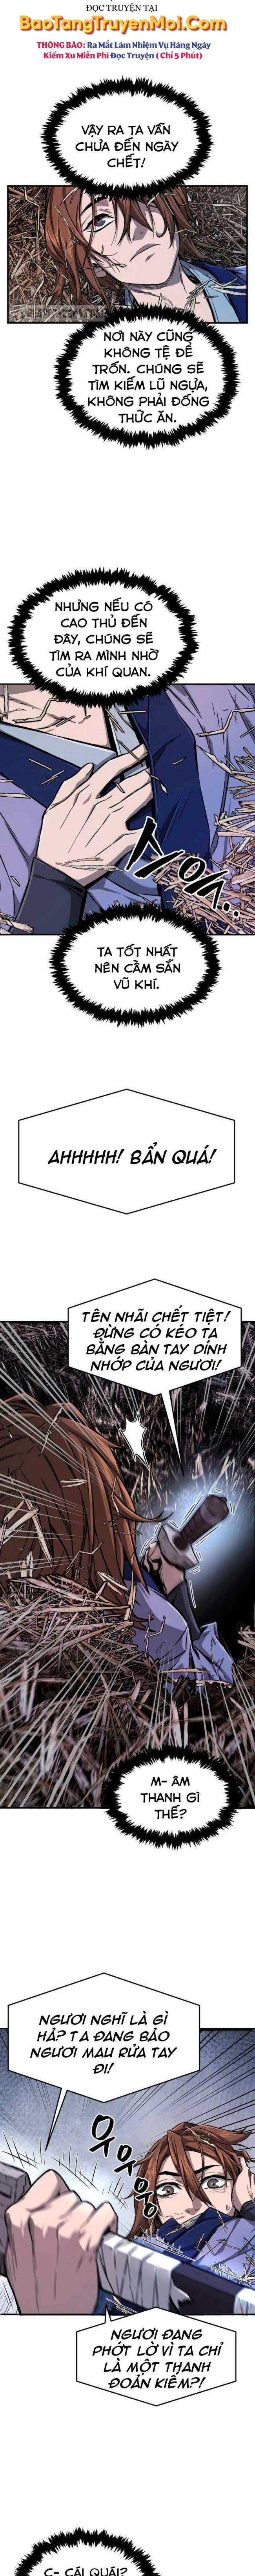 ĐỌC TRUYỆN TẠI
BaoTangTruyenMoi.Com
THÔNG BÁO: Ra Mắt Làm Nhiệm Vụ Hàng Ngày
Kiếm Xu Miễn Phí Đọc Truyện ( Chỉ 5 Phút)
VẬY RA TA VẪN
CHƯA ĐẾN NGÀY
CHẾT!
NƠI NÀY CŨNG
KHÔNG TỆ ĐỂ
TRỐN. CHÚNG SẼ
TÌM KIẾM LŨ NGỰA,
KHÔNG PHẢI ĐỐNG
THỨC ĂN.
NHƯNG NẾU CÓ
CAO THỦ ĐẾN
ĐÂY, CHÚNG SẼ
TÌM RA MÌNH NHỜ
CỦA KHÍ QUAN.
TA TỐT NHẤT
NÊN CẦM SẴN
VŨ KHÍ.
AHHHHH! BẨN QUÁ!
TÊN NHÃI CHẾT TIỆT!
ĐỪNG CÓ KÉO TA
BẰNG BÀN TAY DÍNH
NHỚP CỦA NGƯƠI!
M- ÂM
THANH GÌ
THẾ?
NGƯƠI NGHĨ LÀ GÌ
HẢ? TA ĐANG BẢO
NGƯƠI MAU RỬA TAY
ĐI!
NGƯƠI ĐANG
PHỚT LỜ VÌ TA CHỈ
LÀ MỘT THANH
ĐOẢN KIẾM?!
C- CÁI QUÁI?